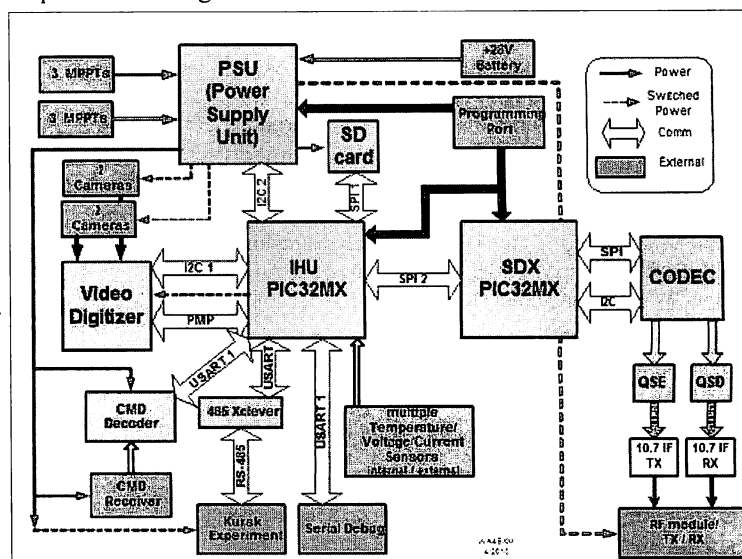 PSU
(Power
Supply
Unit)
+28V
Battery
3 MPPTs
3 MPPTs
Programming
Port
SD
card
2
Cameras
2
Cameras
I2C 2
SPI 1
Power
Switched
Power
Comm
External
Video
Digitizer
I2C 1
PMP
IHU
PIC32MX
SPI 2
SDX
PIC32MX
SPI
I2C
CODEC
USART 1
USART
USART 1
CMD
Decoder
485 Xciever
multiple
Temperature/
Voltage/Current
Sensors
internal / external
QSE
QSD
10.7 IF
TX
10.7 IF
RX
RS-485
CMD
Receiver
Kursk
Experiment
Serial Debug
RF module/
TX / RX